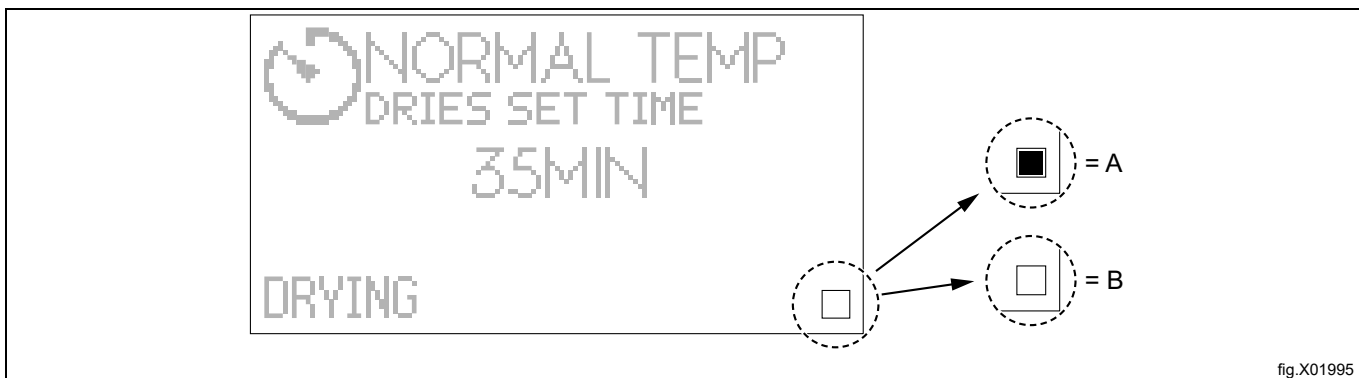 NORMAL TEMP
DRIES SET TIME
35MIN
= A
= B
DRYING
fig.X01995